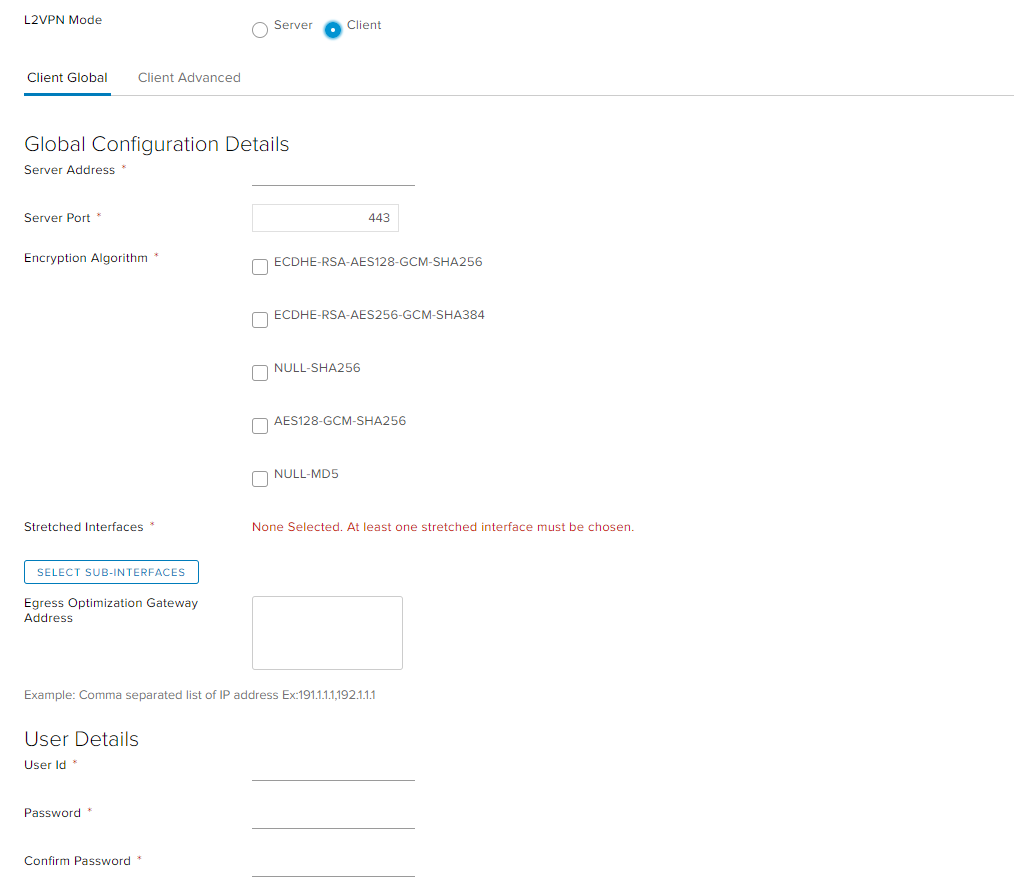 L2VPN Mode
Server Client
Client Global Client Advanced
Global Configuration Details
Server Address *
Server Port * 443
Encryption Algorithm * ECDHE-RSA-AES128-GCM-SHA256
ECDHE-RSA-AES256-GCM-SHA384
NULL-SHA256
AES128-GCM-SHA256
NULL-MD5
Stretched Interfaces * None Selected. At least one stretched interface must be chosen.
SELECT SUB-INTERFACES
Egress Optimization Gateway
Address
Example: Comma separated list of IP address Ex:191.1.1.1,192.1.1.1
User Details
User Id *
Password *
Confirm Password *